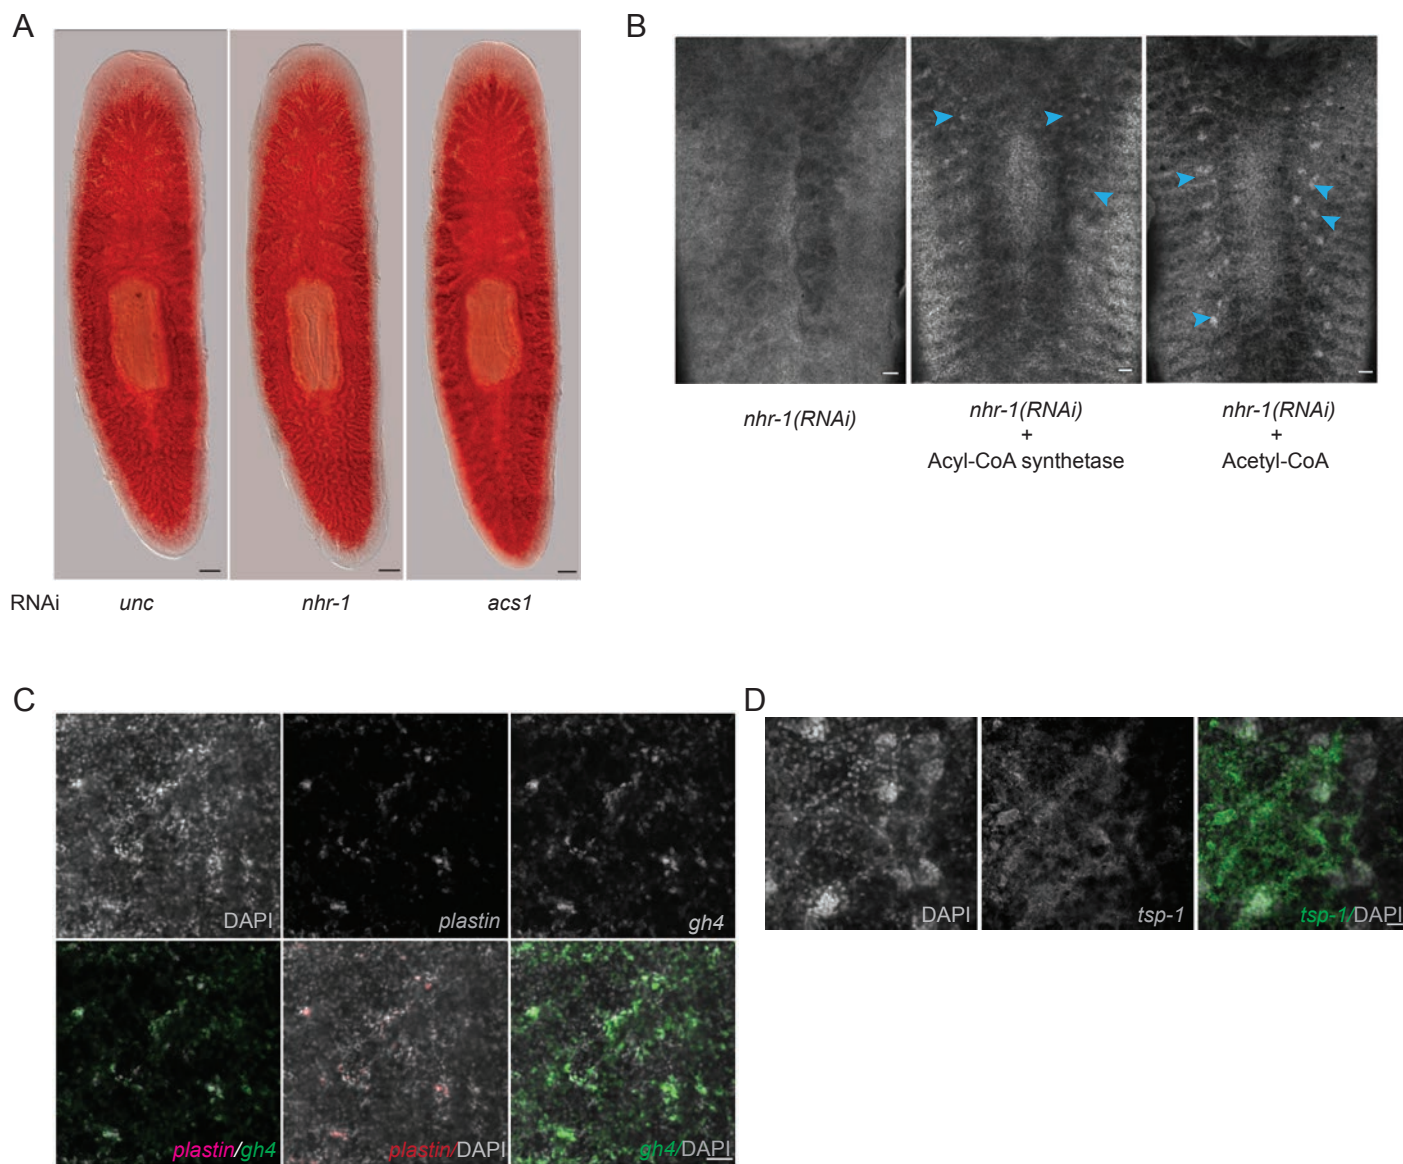 A
B
nhr-1(RNAi)
nhr-1(RNAi)
+
Acyl-CoA synthetase
nhr-1(RNAi)
+
Acetyl-CoA
RNAi unc nhr-1 acs1
C
DAPI plastin gh4
plastin/gh4 plastin/DAPI gh4/DAPI
D
DAPI tsp-1 tsp-1/DAPI